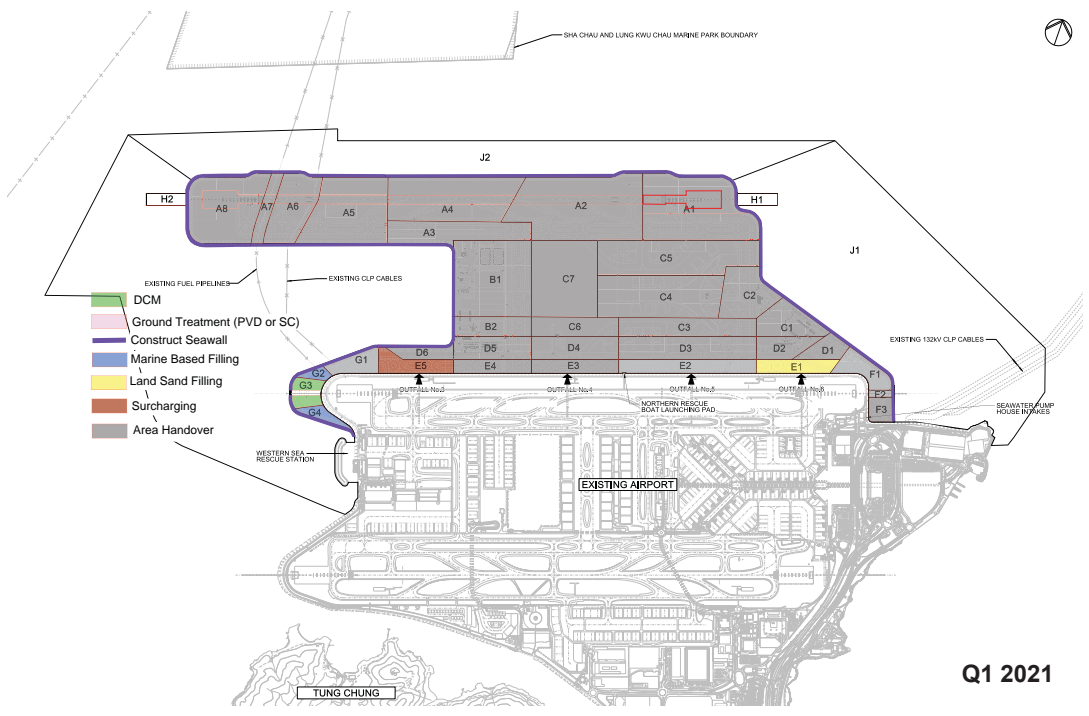 SHA CHAU AND LUNG KWU CHAU MARINE PARK BOUNDARY
J2
H2
A8
A7
A6
A5
A4
A3
A2
A1
H1
J1
C5
B1
C7
C4
C2
EXISTING FUEL PIPELINES
EXISTING CLP CABLES
DCM
Ground Treatment (PVD or SC)
Construct Seawall
Marine Based Filling
Land Sand Filling
Surcharging
Area Handover
B2
C6
C3
C1
D6
D5
D4
D3
D2
D1
G1
E5
E4
E3
E2
E1
EXISTING 132kV CLP CABLES
G2
G3
G4
F1
F2
F3
OUTFALL No.3
OUTFALL No.4
OUTFALL No.5
OUTFALL No.6
NORTHERN RESCUE
BOAT LAUNCHING PAD
SEAWATER PUMP
HOUSE INTAKES
WESTERN SEA
RESCUE STATION
EXISTING AIRPORT
TUNG CHUNG
Q1 2021